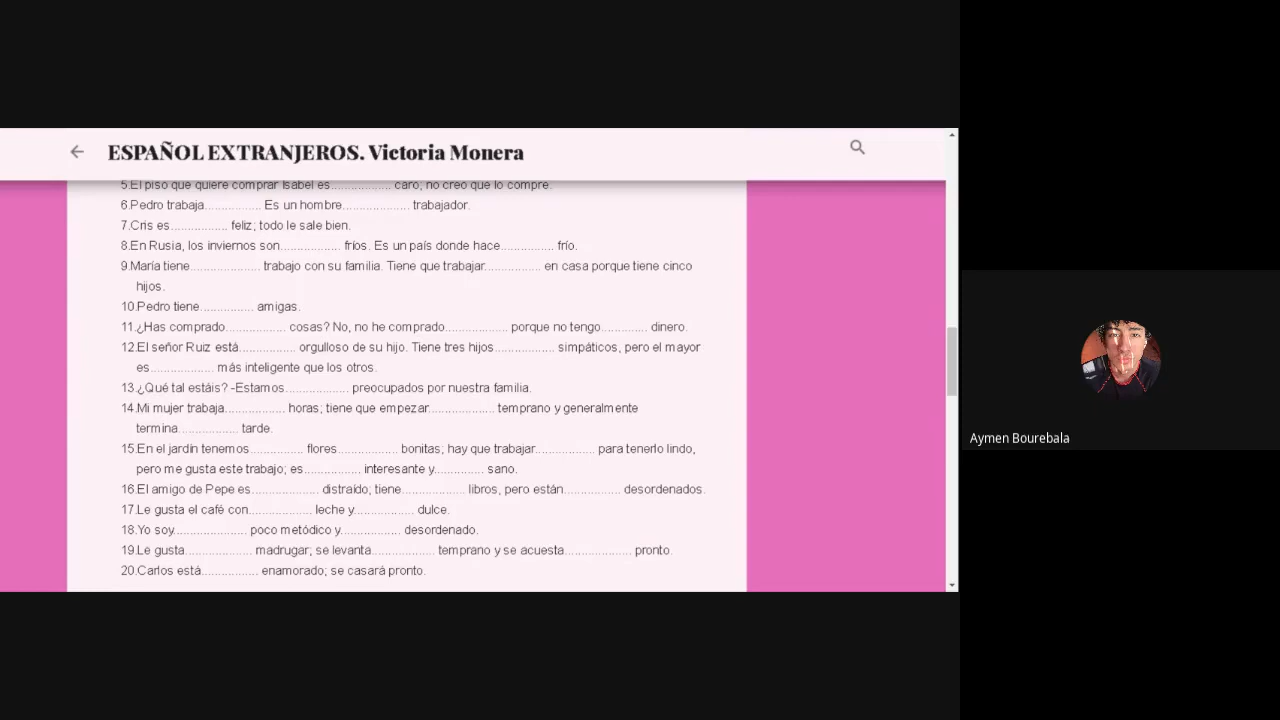 ESPAÑOL EXTRANJEROS. Victoria Monera
5.El piso que quiere comprar Isabel es.................. caro; no creo que lo compre.
6.Pedro trabaja................. Es un hombre.................... trabajador.
7.Cris es................. feliz; todo le sale bien.
8.En Rusia, los inviernos son.................. fríos. Es un país donde hace................ frío.
9.María tiene..................... trabajo con su familia. Tiene que trabajar................. en casa porque tiene cinco
hijos.
10.Pedro tiene................ amigas.
11.¿Has comprado.................. cosas? No, no he comprado................... porque no tengo.............. dinero.
12.El señor Ruiz está................. orgulloso de su hijo. Tiene tres hijos.................. simpáticos, pero el mayor
es................... más inteligente que los otros.
13.¿Qué tal estáis? -Estamos................... preocupados por nuestra familia.
14.Mi mujer trabaja.................. horas; tiene que empezar.................... temprano y generalmente
termina.................. tarde.
15.En el jardín tenemos................ flores.................. bonitas; hay que trabajar.................. para tenerlo lindo,
pero me gusta este trabajo; es................. interesante y............... sano.
16.El amigo de Pepe es.................... distraído; tiene................... libros, pero están................. desordenados.
17.Le gusta el café con................... leche y.................. dulce.
18.Yo soy...................... poco metódico y.................. desordenado.
19.Le gusta.................... madrugar; se levanta................... temprano y se acuesta.................... pronto.
20.Carlos está................. enamorado; se casará pronto.
Aymen Bourebala